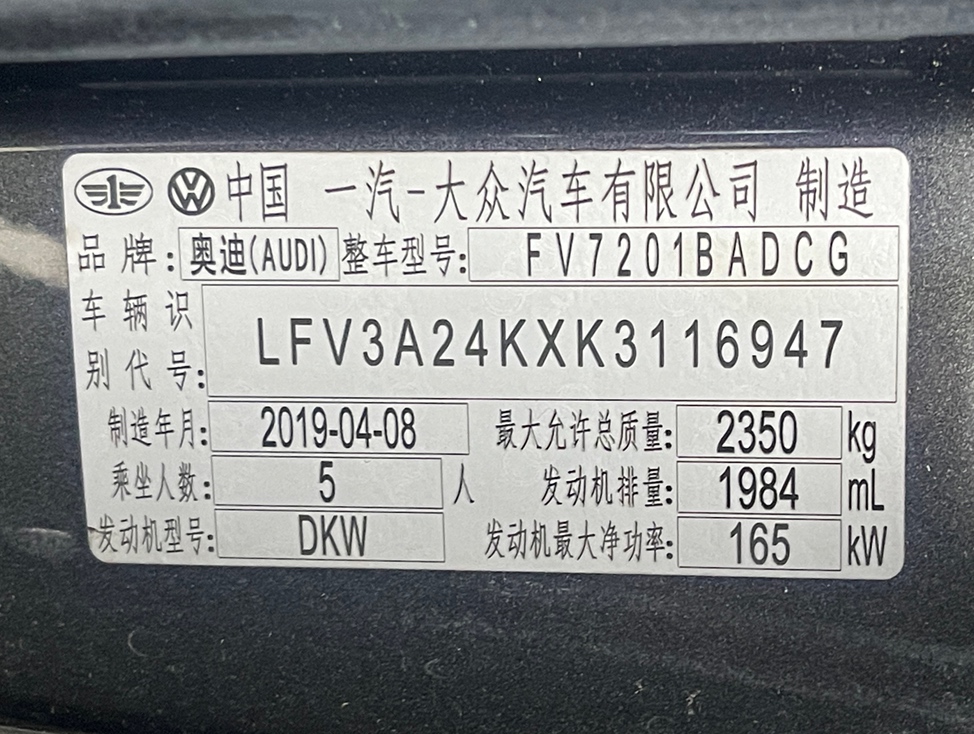 中国 一汽-大众汽车有限公司 制造
品牌:奥迪(AUDI) 整车型号: FV7201BADCG
车辆识别代号: LFV3A24KXK3116947
制造年月: 2019-04-08 最大允许总质量: 2350 kg
乘坐人数: 5 人 发动机排量: 1984 mL
发动机型号: DKW 发动机最大净功率: 165 kW